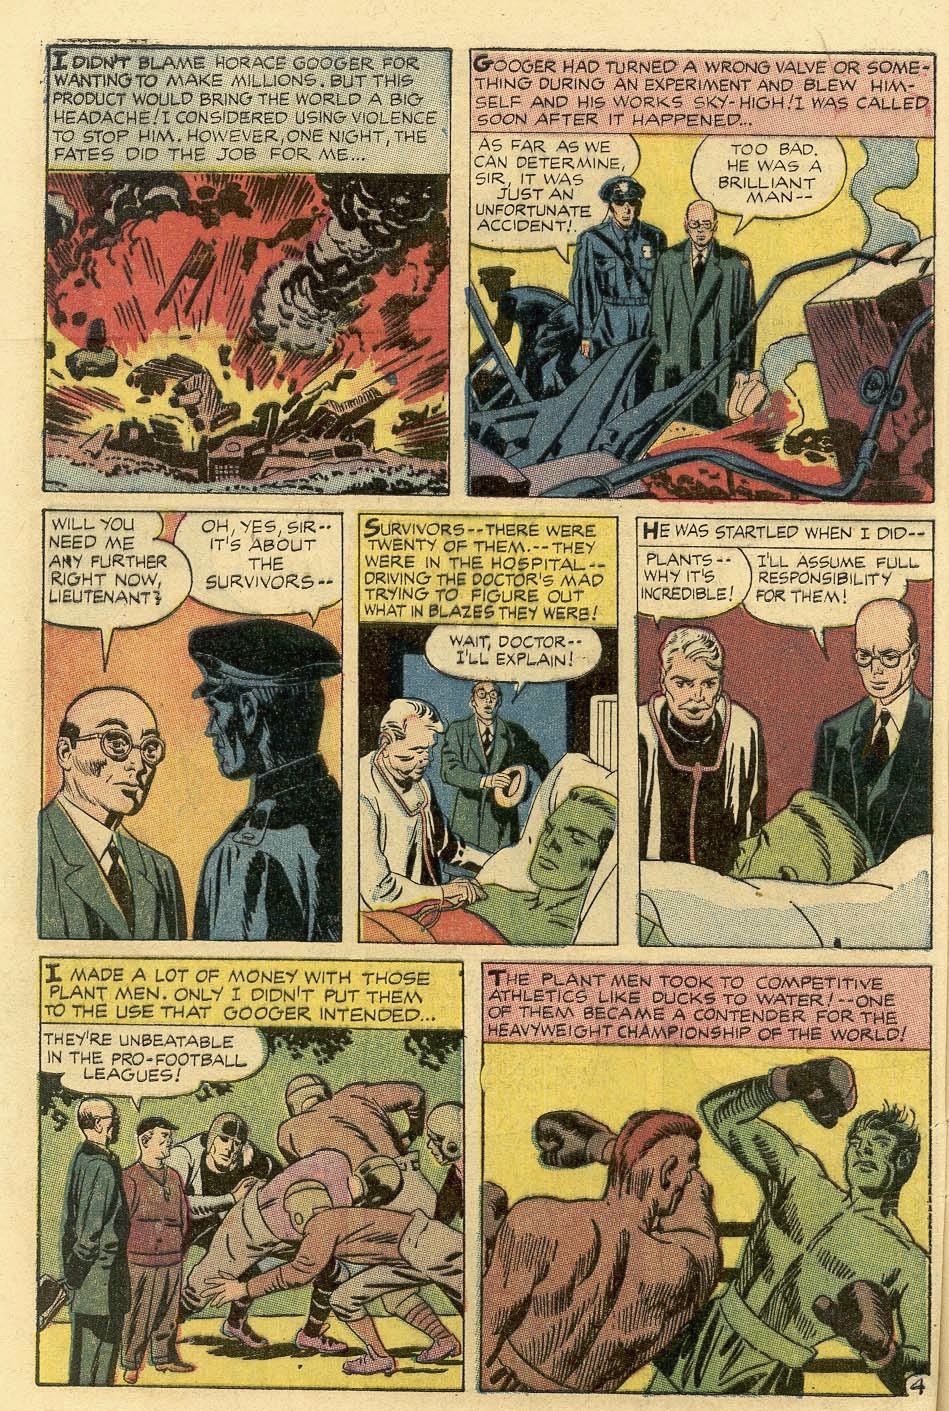 I DIDN'T BLAME HORACE GOOGER FOR
WANTING TO MAKE MILLIONS. BUT THIS
PRODUCT WOULD BRING THE WORLD A BIG
HEADACHE! I CONSIDERED USING VIOLENCE
TO STOP HIM. HOWEVER, ONE NIGHT, THE
FATES DID THE JOB FOR ME...
GOOGER HAD TURNED A WRONG VALVE OR SOME-
THING DURING AN EXPERIMENT AND BLEW HIM-
SELF AND HIS WORKS SKY-HIGH! I WAS CALLED
SOON AFTER IT HAPPENED...
AS FAR AS WE
CAN DETERMINE,
SIR, IT WAS
JUST AN
UNFORTUNATE
ACCIDENT!
TOO BAD.
HE WAS A
BRILLIANT
MAN--
WILL YOU
NEED ME
ANY FURTHER
RIGHT NOW,
LIEUTENANT?
OH, YES, SIR--
IT'S ABOUT
THE
SURVIVORS--
SURVIVORS--THERE WERE
TWENTY OF THEM.--THEY
WERE IN THE HOSPITAL--
DRIVING THE DOCTOR'S MAD
TRYING TO FIGURE OUT
WHAT IN BLAZES THEY WERE!
WAIT, DOCTOR--
I'LL EXPLAIN!
HE WAS STARTLED WHEN I DID--
PLANTS--
WHY IT'S
INCREDIBLE!
I'LL ASSUME FULL
RESPONSIBILITY
FOR THEM!
I MADE A LOT OF MONEY WITH THOSE
PLANT MEN. ONLY I DIDN'T PUT THEM
TO THE USE THAT GOOGER INTENDED...
THEY'RE UNBEATABLE
IN THE PRO-FOOTBALL
LEAGUES!
THE PLANT MEN TOOK TO COMPETITIVE
ATHLETICS LIKE DUCKS TO WATER!--ONE
OF THEM BECAME A CONTENDER FOR THE
HEAVYWEIGHT CHAMPIONSHIP OF THE WORLD!
4